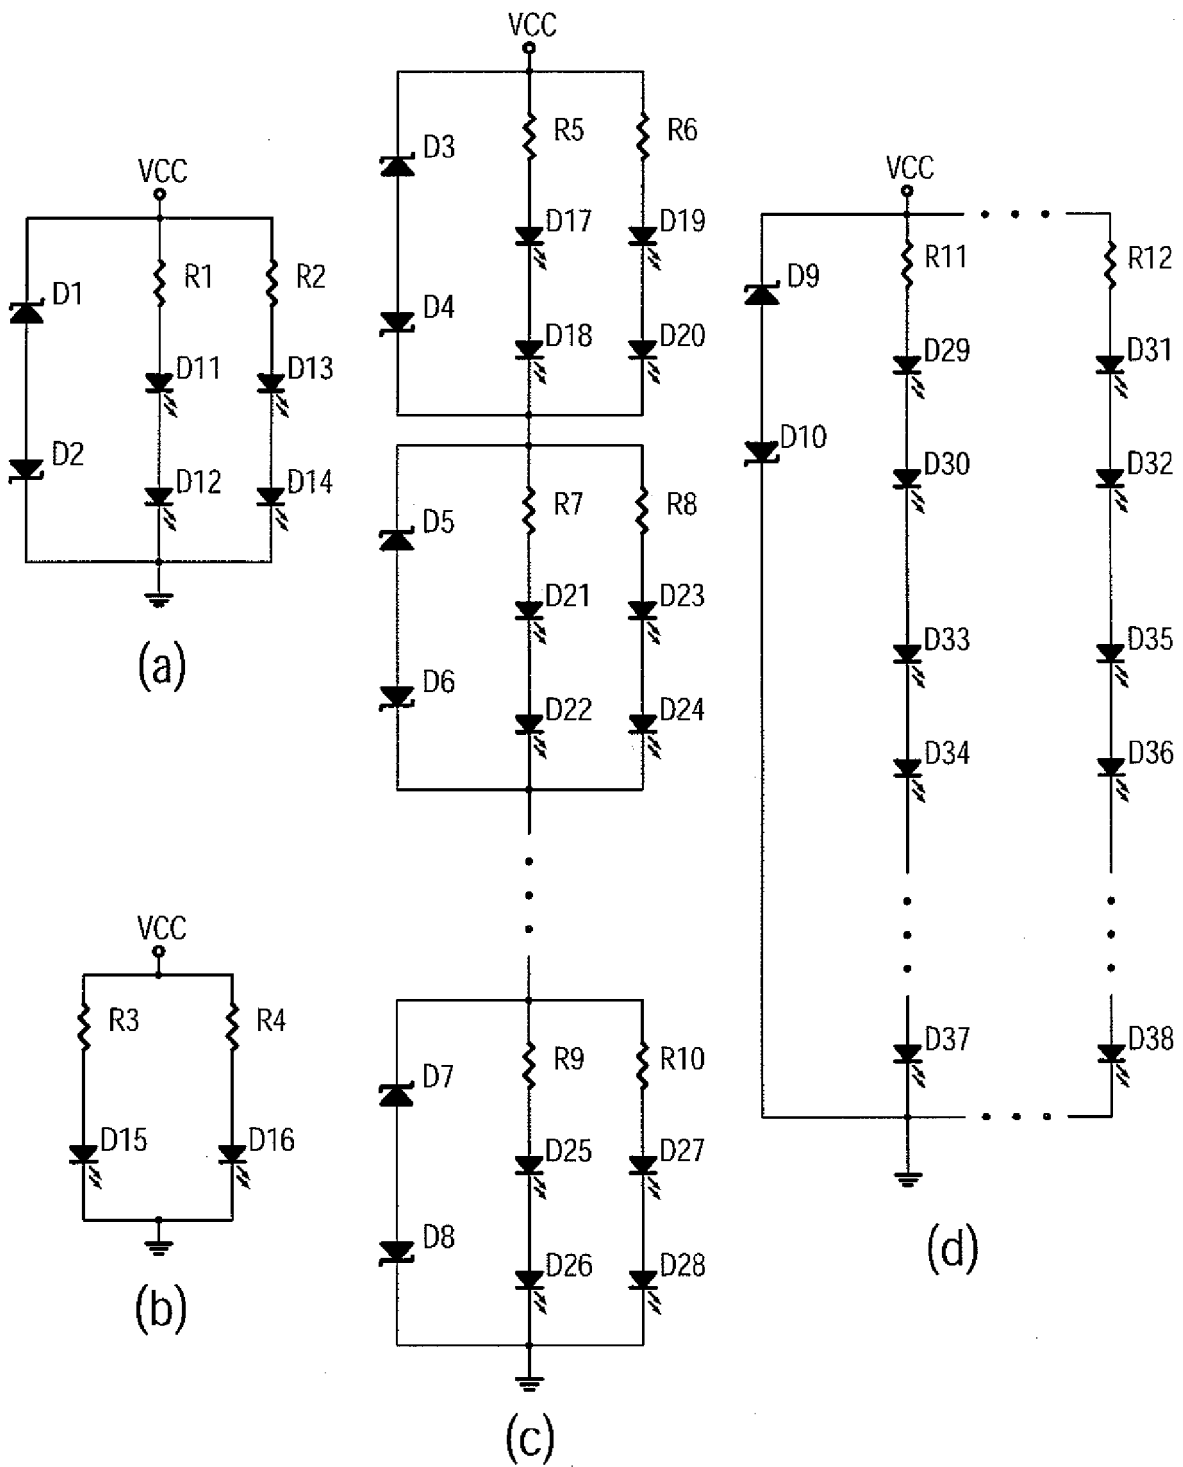 VCC
D1
R1
R2
D11
D13
D2
D12
D14
(a)
VCC
R3
R4
D15
D16
(b)
VCC
R5
R6
D3
D17
D19
D4
D18
D20
R7
R8
D5
D21
D23
D6
D22
D24
R9
R10
D7
D25
D27
D8
D26
D28
(c)
VCC
R11
R12
D9
D29
D31
D10
D30
D32
D33
D35
D34
D36
D37
D38
(d)